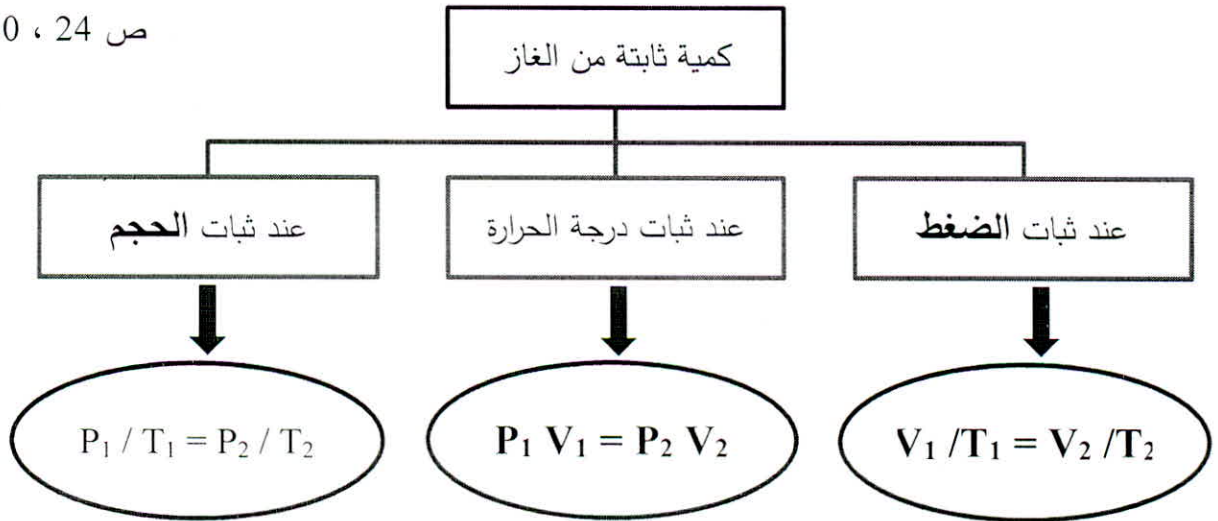 ص 24 ، 0
كمية ثابتة من الغاز
عند ثبات الضغط
عند ثبات درجة الحرارة
عند ثبات الحجم
V₁ /T₁ = V₂ /T₂
P₁ V₁ = P₂ V₂
P₁ / T₁ = P₂ / T₂